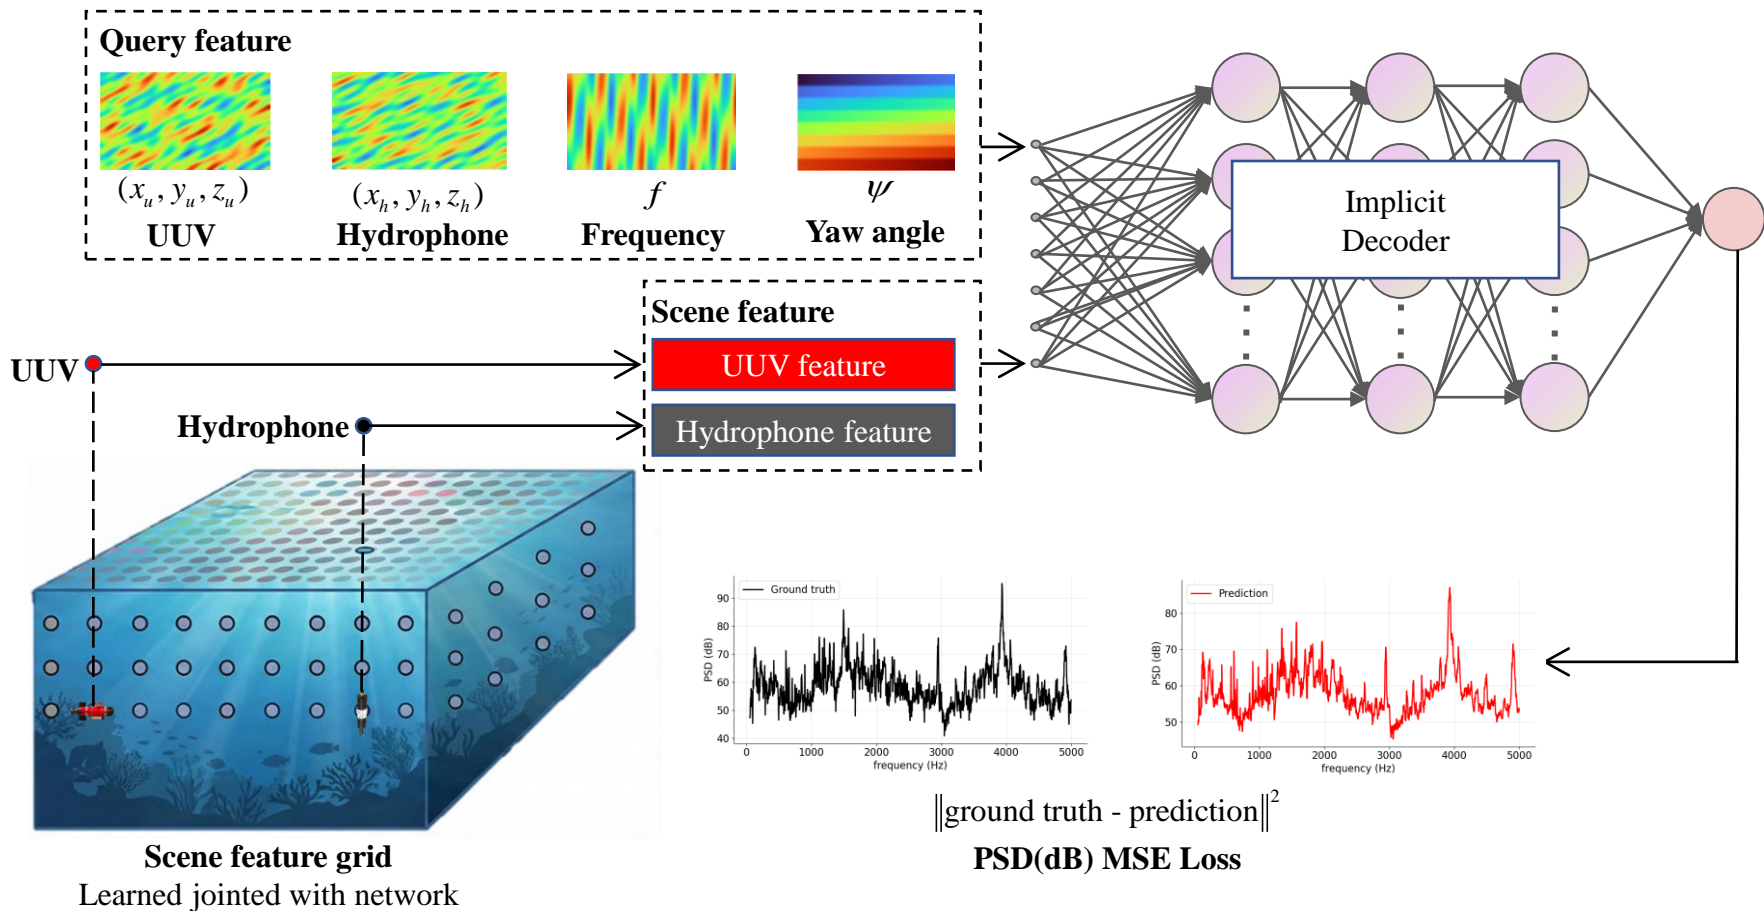 Query feature
(x_u, y_u, z_u)
(x_h, y_h, z_h)
f
ψ
UUV
Hydrophone
Frequency
Yaw angle
Implicit
Decoder
Scene feature
UUV feature
Hydrophone feature
UUV
Hydrophone
Scene feature grid
Learned jointed with network
Ground truth
PSD (dB)
90
80
70
60
50
40
0 1000 2000 3000 4000 5000
frequency (Hz)
Prediction
PSD (dB)
80
70
60
50
0 1000 2000 3000 4000 5000
frequency (Hz)
‖ground truth - prediction‖²
PSD(dB) MSE Loss